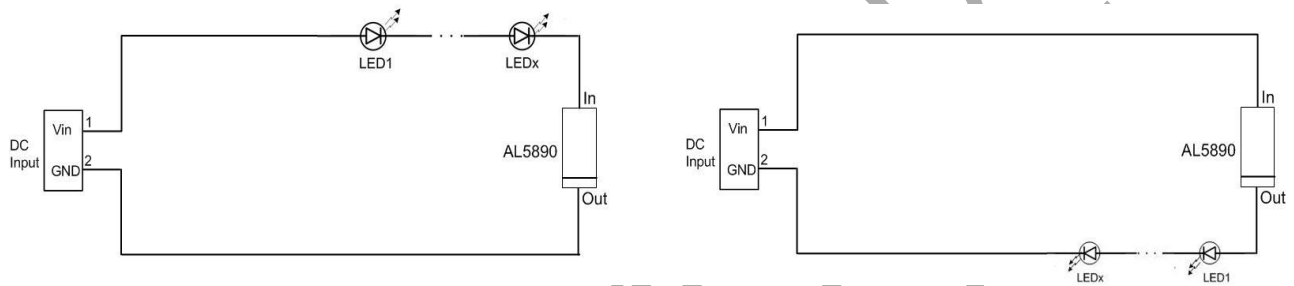 LED1
LEDx
In
1
Vin
DC
Input
2
GND
AL5890
Out
In
1
Vin
DC
Input
2
GND
AL5890
Out
LEDx
LED1